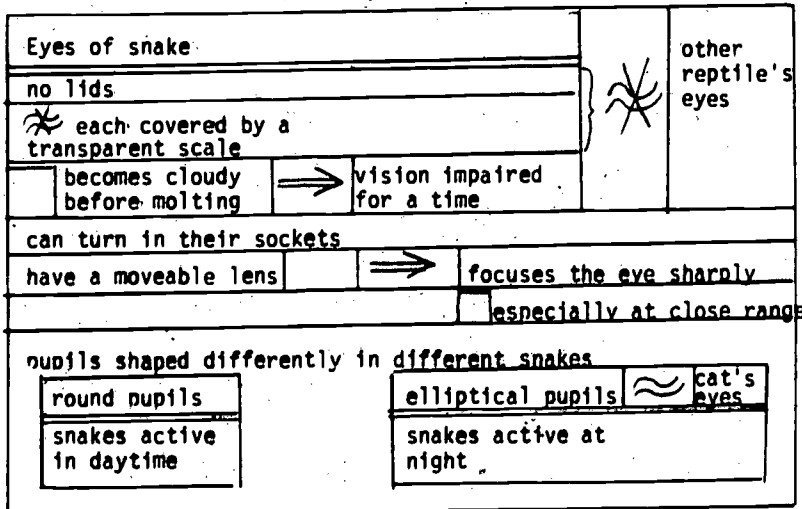 Eyes of snake
other
reptile's
eyes
no lids
each covered by a
transparent scale
becomes cloudy
before molting
vision impaired
for a time
can turn in their sockets
have a moveable lens
focuses the eye sharply
especially at close range
pupils shaped differently in different snakes
round pupils
snakes active
in daytime
elliptical pupils
cat's
eyes
snakes active at
night